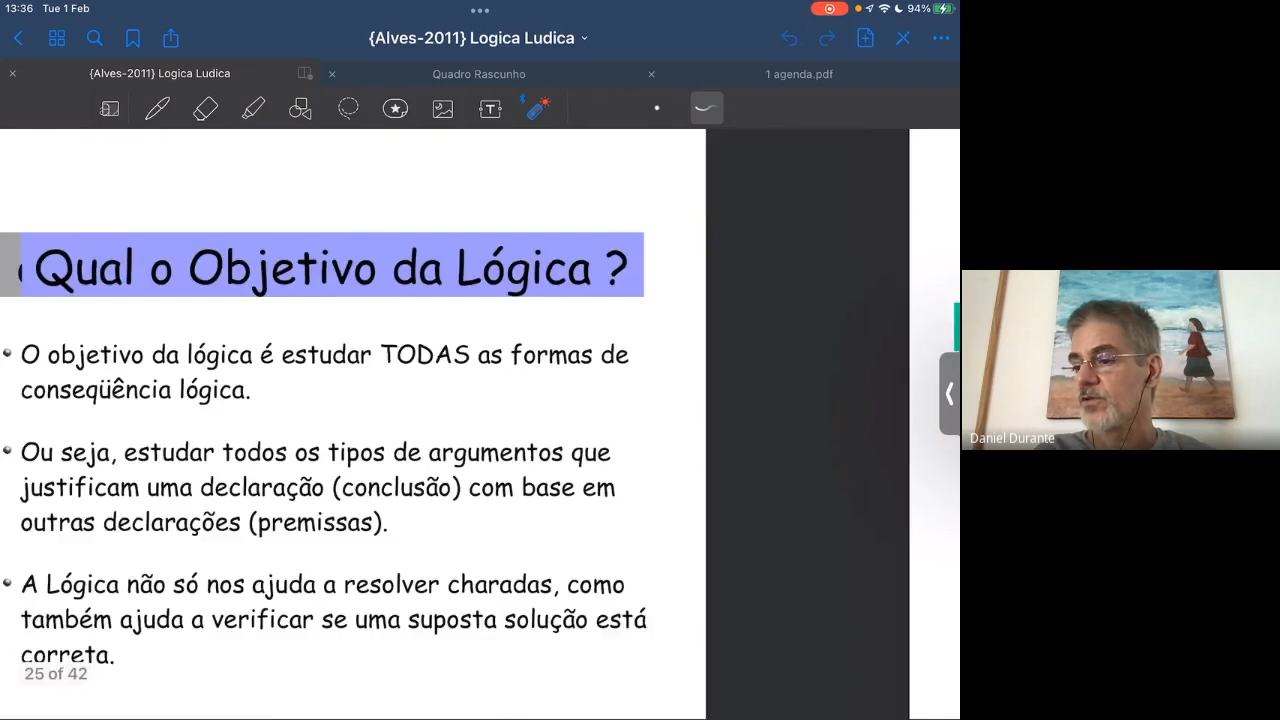 13:36 Tue 1 Feb
94%
{Alves-2011} Logica Ludica
{Alves-2011} Logica Ludica
Quadro Rascunho
1 agenda.pdf
T
Qual o Objetivo da Lógica ?
• O objetivo da lógica é estudar TODAS as formas de
conseqüência lógica.
• Ou seja, estudar todos os tipos de argumentos que
justificam uma declaração (conclusão) com base em
outras declarações (premissas).
• A Lógica não só nos ajuda a resolver charadas, como
também ajuda a verificar se uma suposta solução está
correta.
25 of 42
Daniel Durante